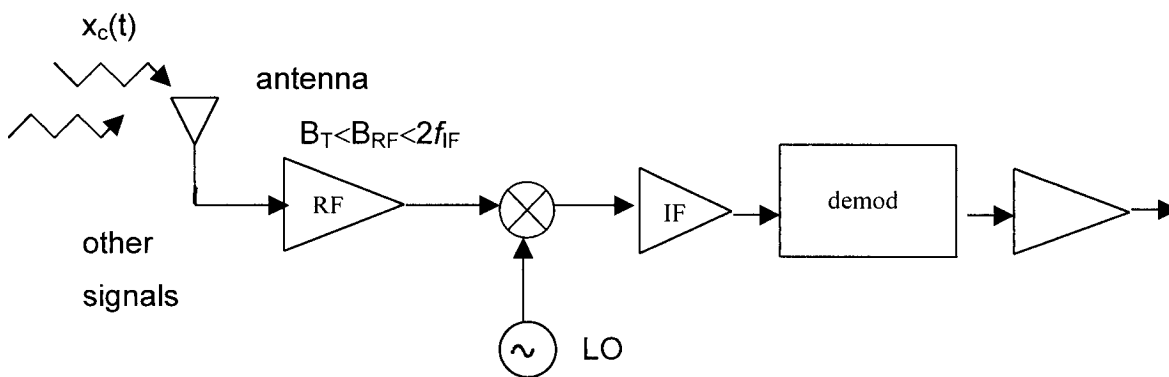 x_c(t)
antenna
B_T<B_RF<2f_IF
RF
IF
demod
other
signals
LO